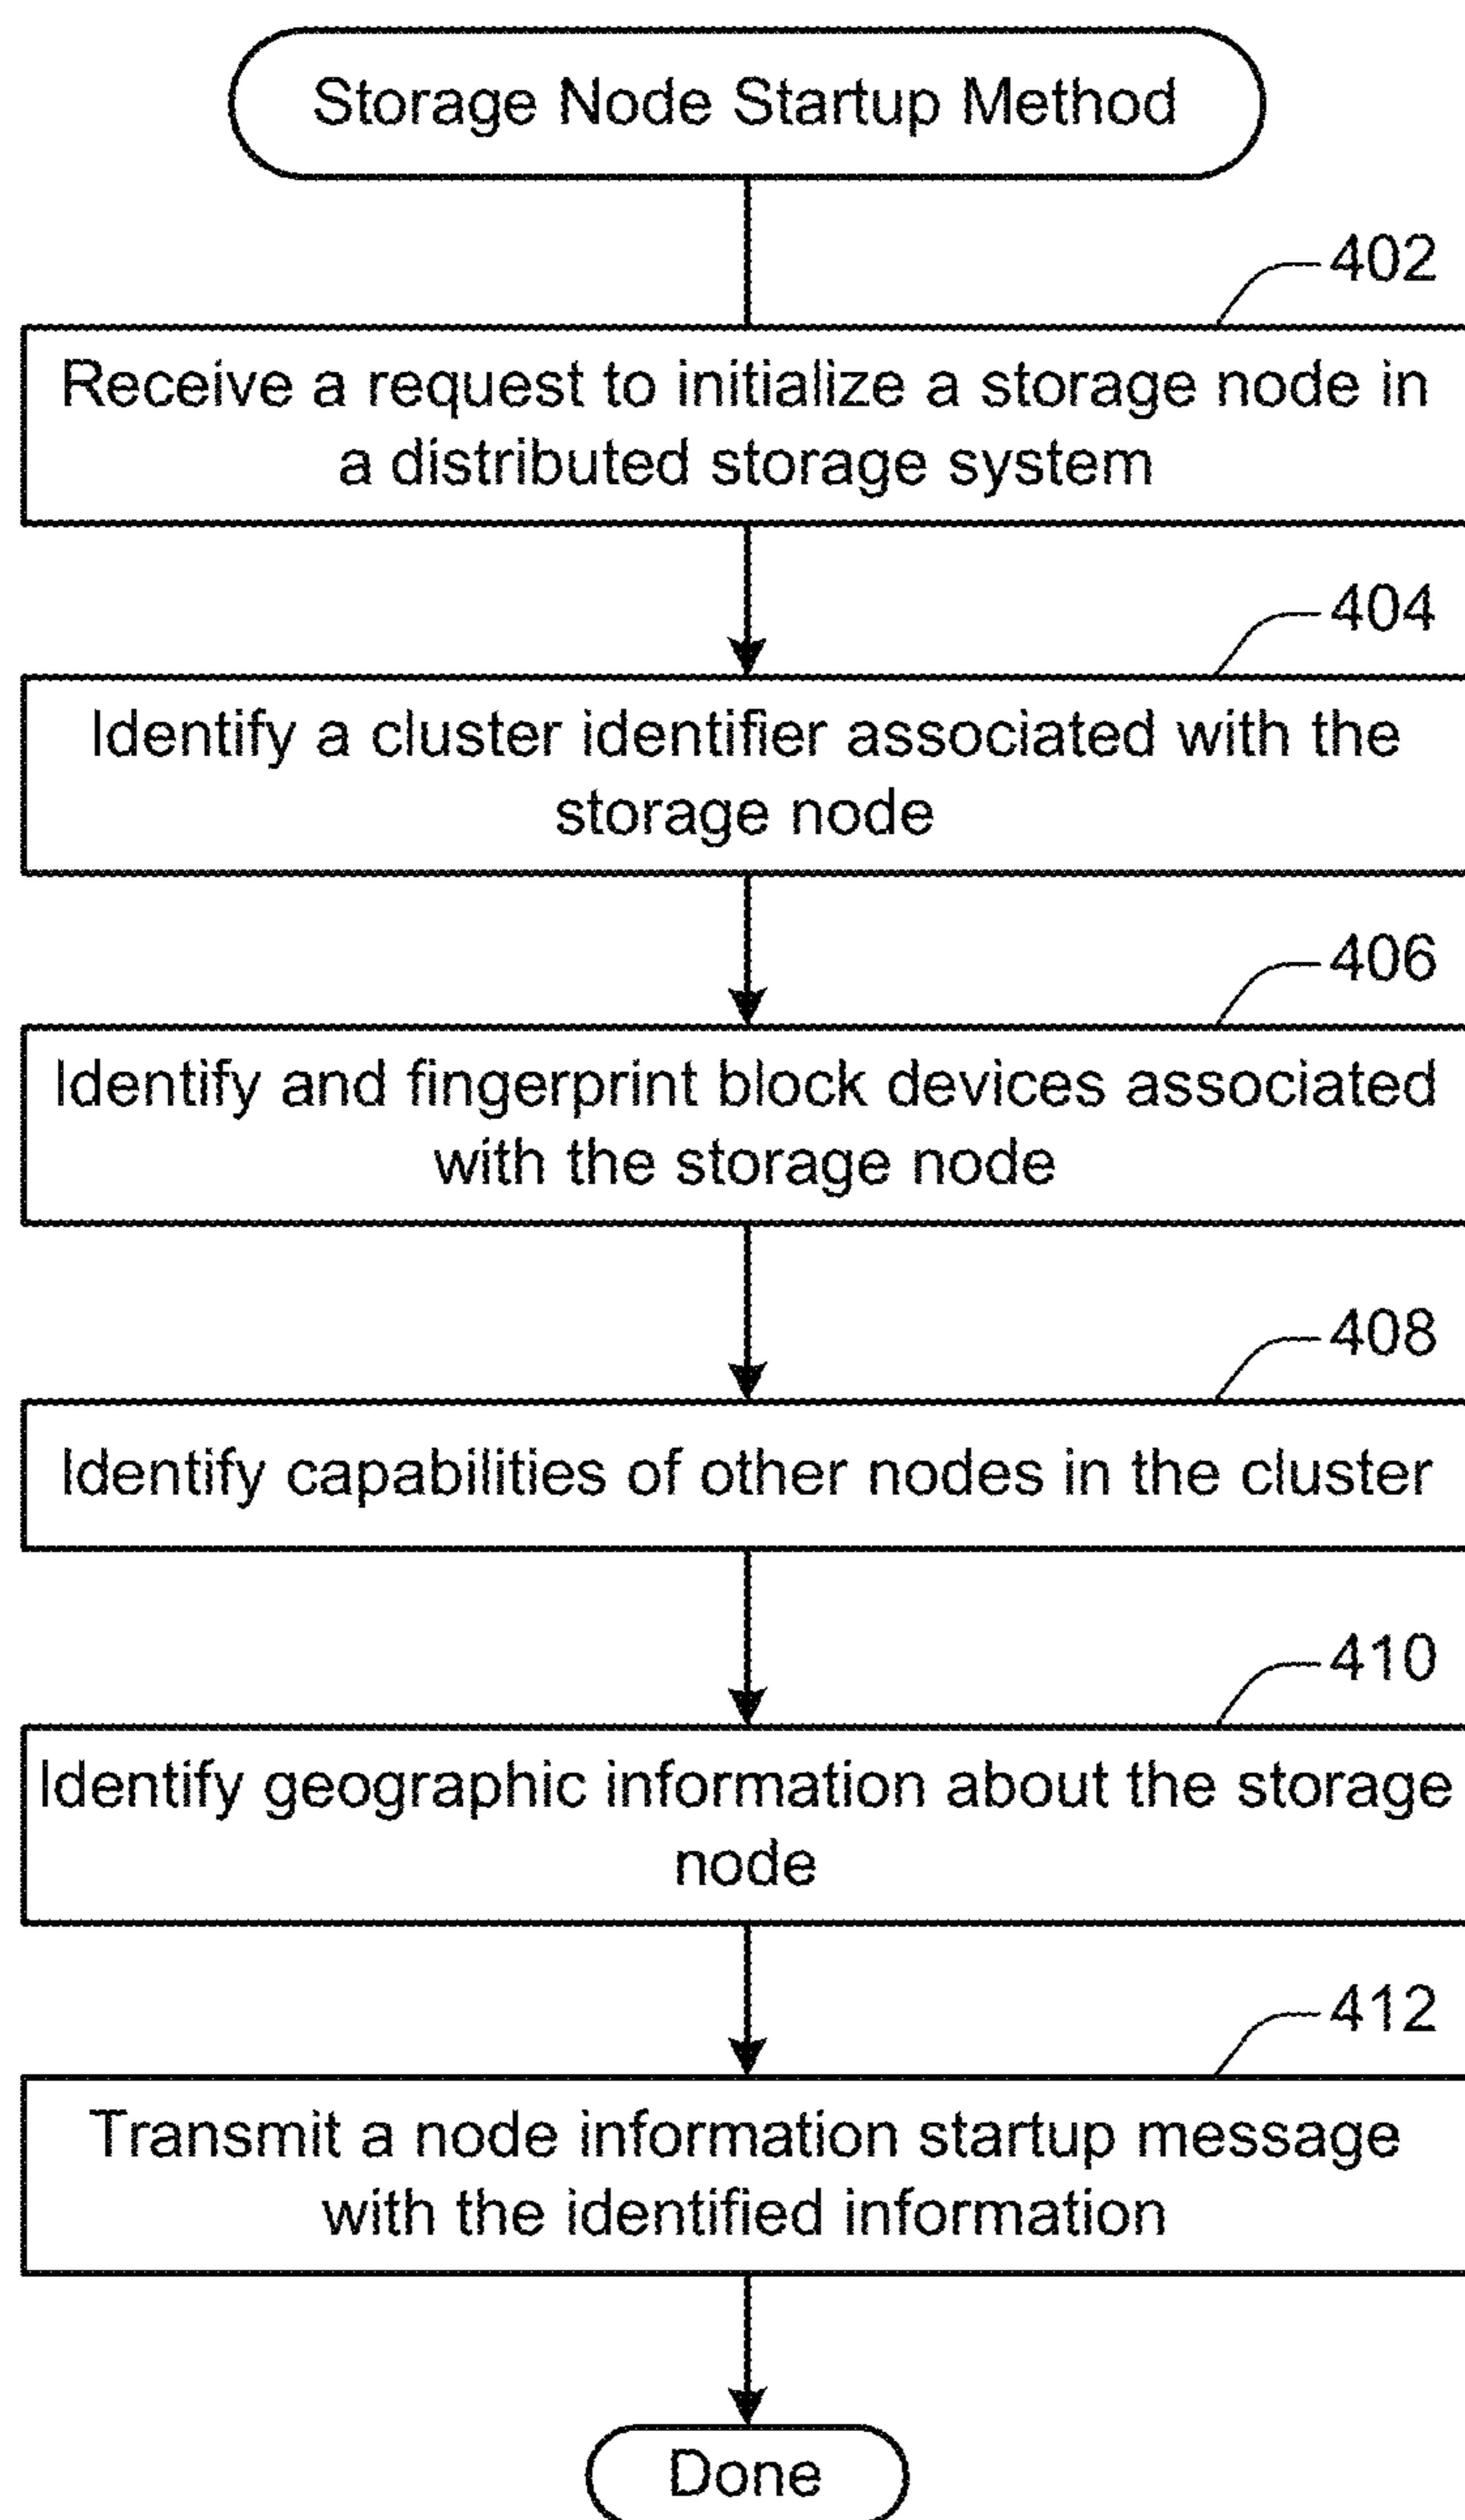 Storage Node Startup Method
402
Receive a request to initialize a storage node in
a distributed storage system
404
Identify a cluster identifier associated with the
storage node
406
Identify and fingerprint block devices associated
with the storage node
408
Identify capabilities of other nodes in the cluster
410
Identify geographic information about the storage
node
412
Transmit a node information startup message
with the identified information
Done